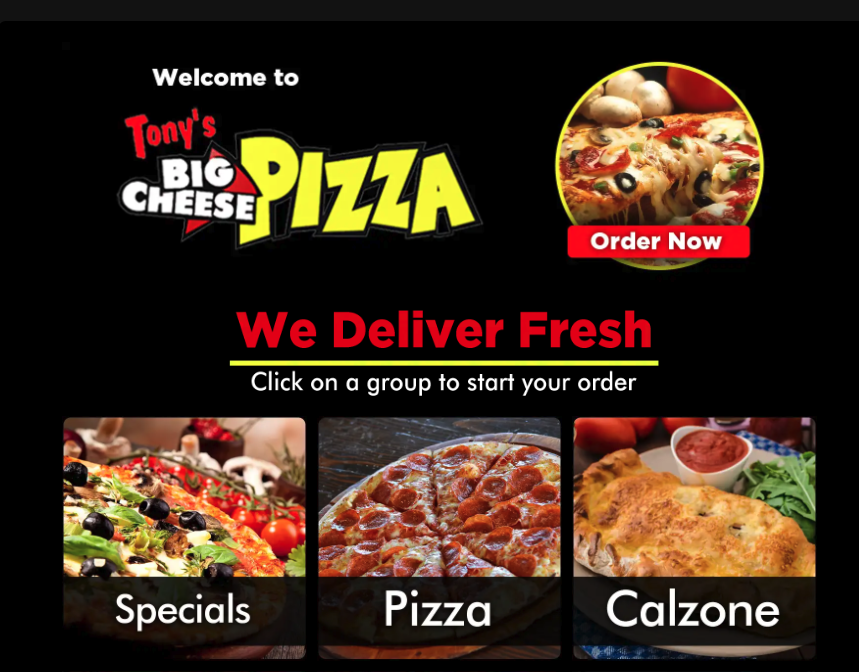 Welcome to
Tony's
BIG
CHEESE
PIZZA
Order Now
We Deliver Fresh
Click on a group to start your order
Specials
Pizza
Calzone